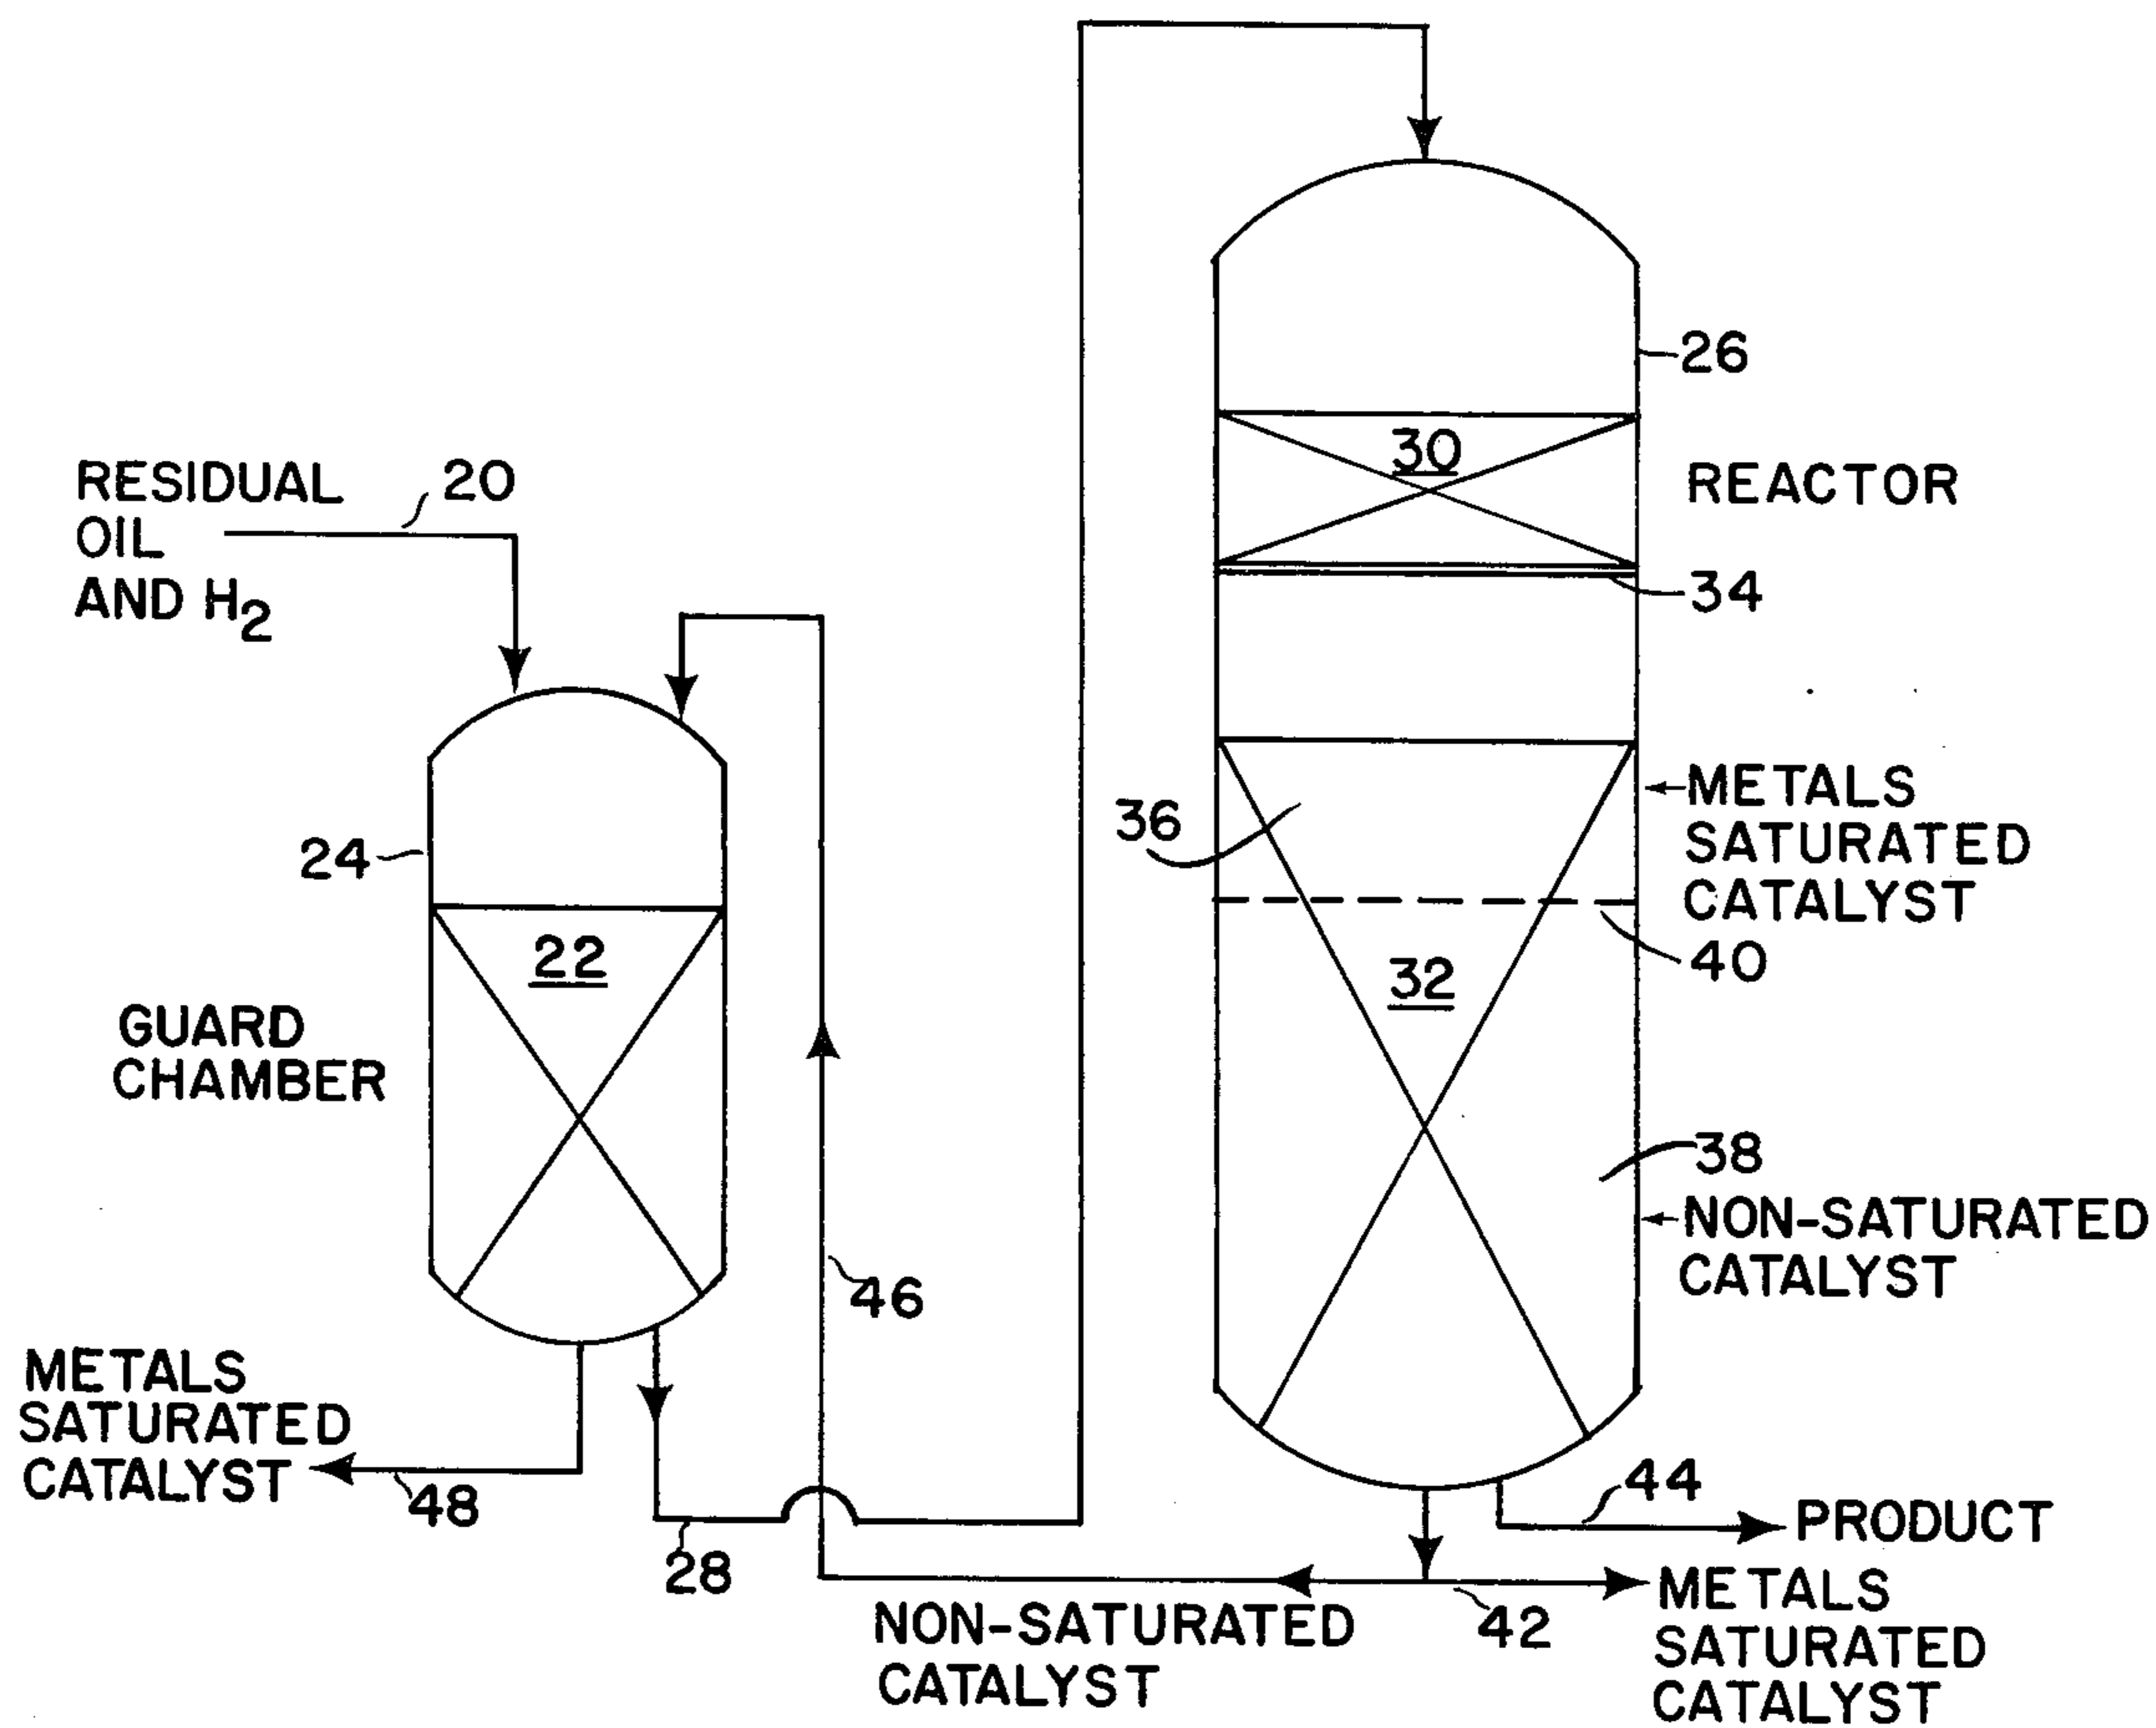 26
30
REACTOR
RESIDUAL
OIL
AND H2
20
34
METALS
SATURATED
CATALYST
36
24
22
32
40
GUARD
CHAMBER
38
NON-SATURATED
CATALYST
46
METALS
SATURATED
CATALYST
48
28
44
PRODUCT
42
NON-SATURATED
CATALYST
METALS
SATURATED
CATALYST